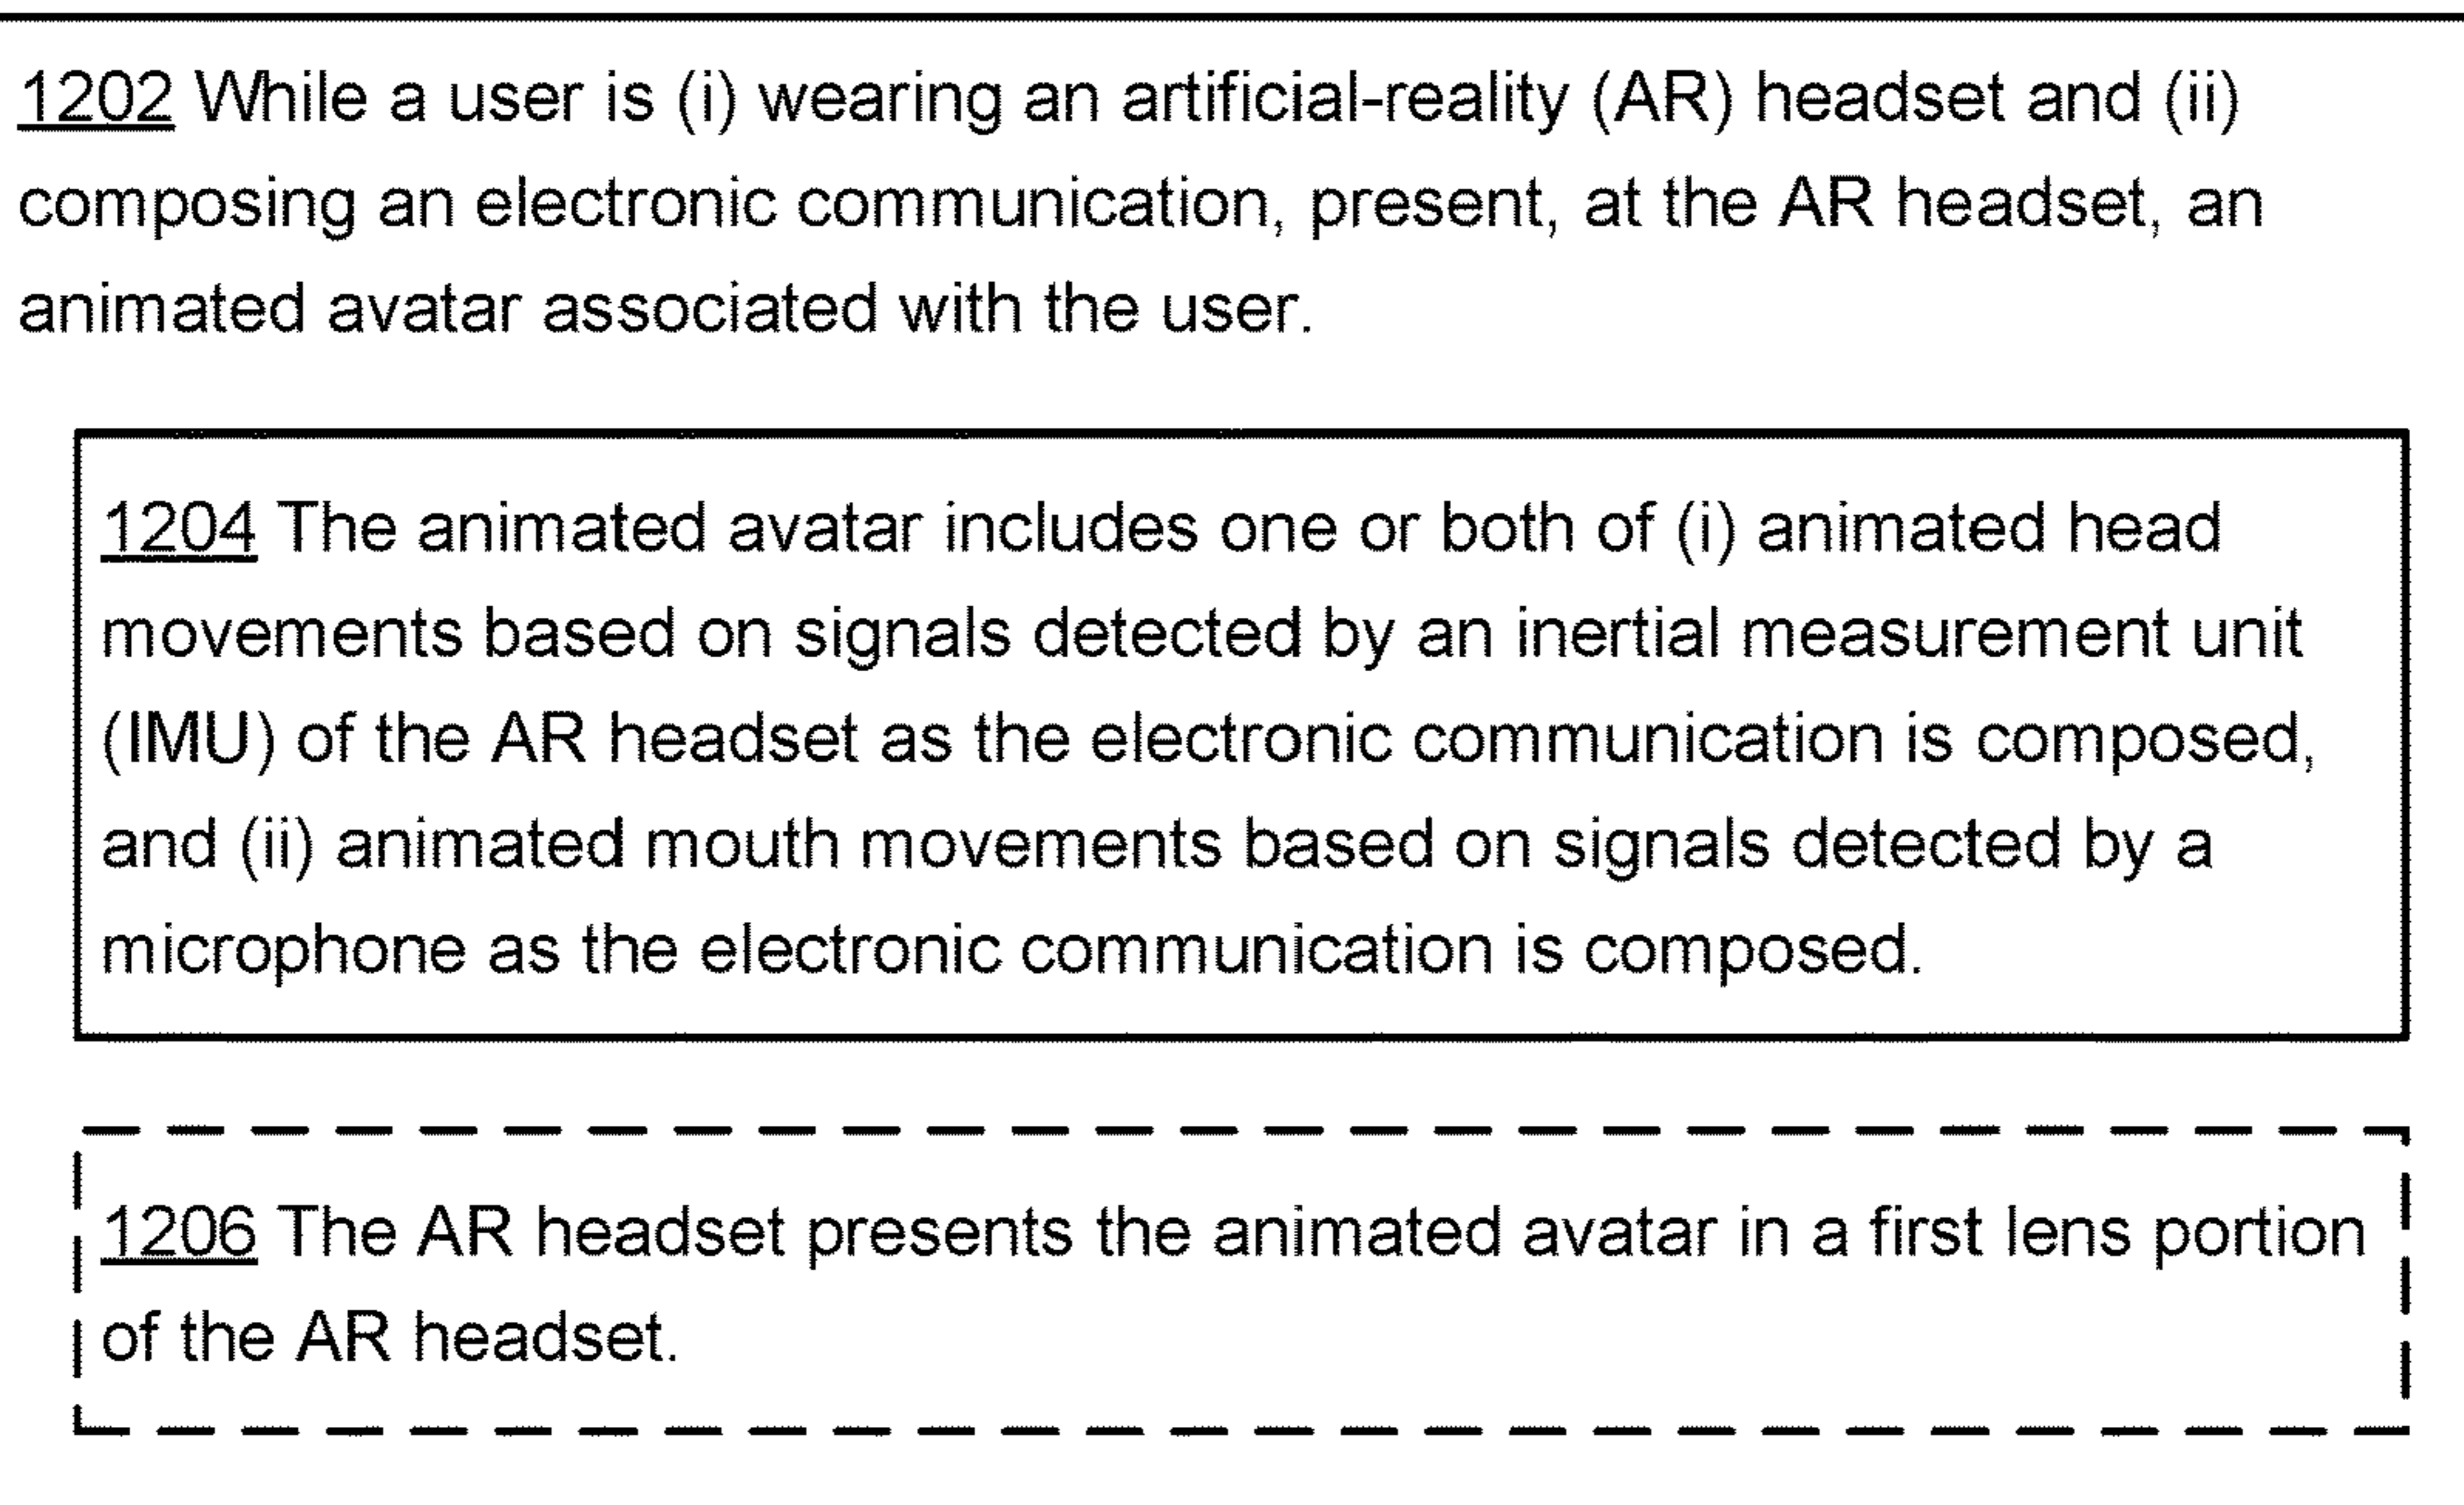 1202 While a user is (i) wearing an artificial-reality (AR) headset and (ii)
composing an electronic communication, present, at the AR headset, an
animated avatar associated with the user.
1204 The animated avatar includes one or both of (i) animated head
movements based on signals detected by an inertial measurement unit
(IMU) of the AR headset as the electronic communication is composed,
and (ii) animated mouth movements based on signals detected by a
microphone as the electronic communication is composed.
1206 The AR headset presents the animated avatar in a first lens portion
of the AR headset.